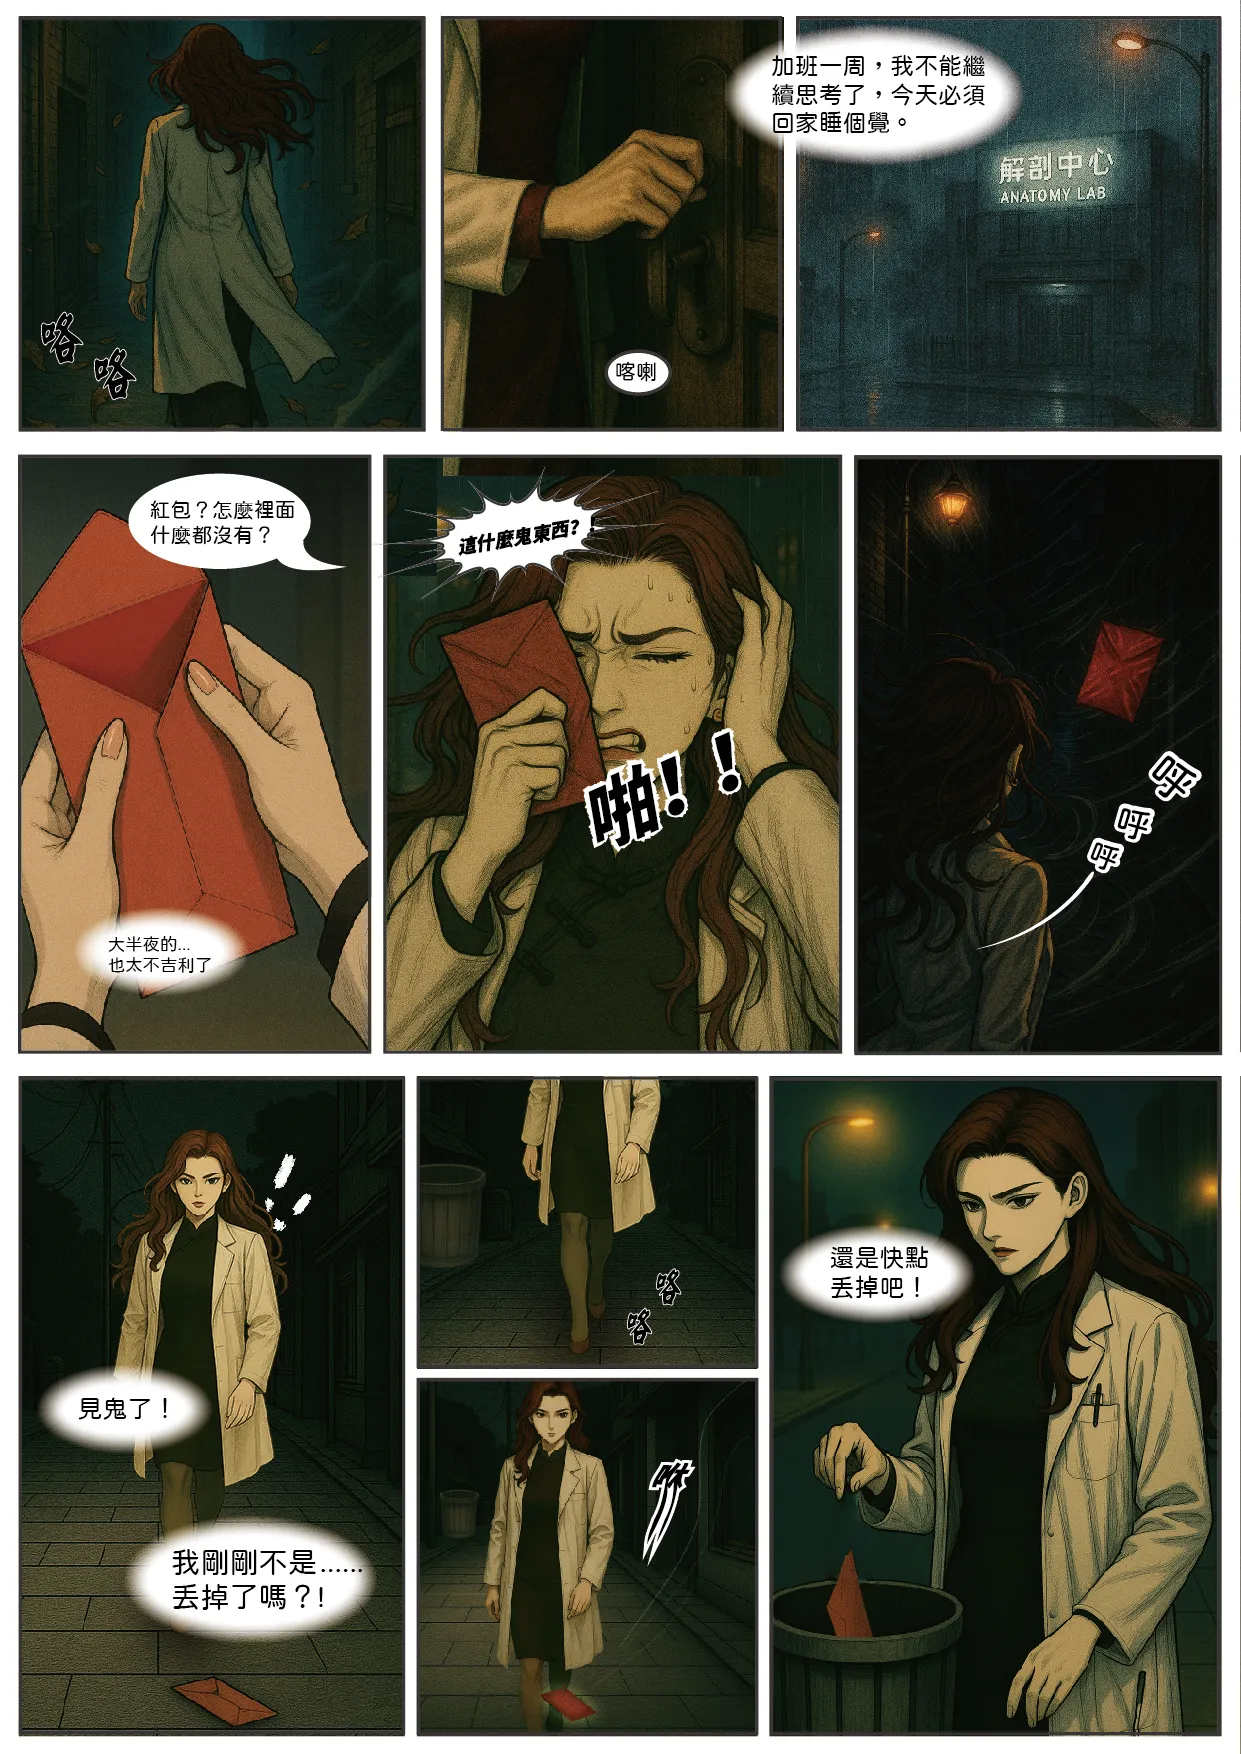 加班一周，我不能繼
續思考了，今天必須
回家睡個覺。
解剖中心
ANATOMY LAB
喀喇
咯
咯
呼
呼
呼
這什麼鬼東西？！
啪！！
紅包？怎麼裡面
什麼都沒有？
大半夜的...
也太不吉利了
還是快點
丟掉吧！
咯
咯
咻
見鬼了！
我剛剛不是......
丟掉了嗎？!